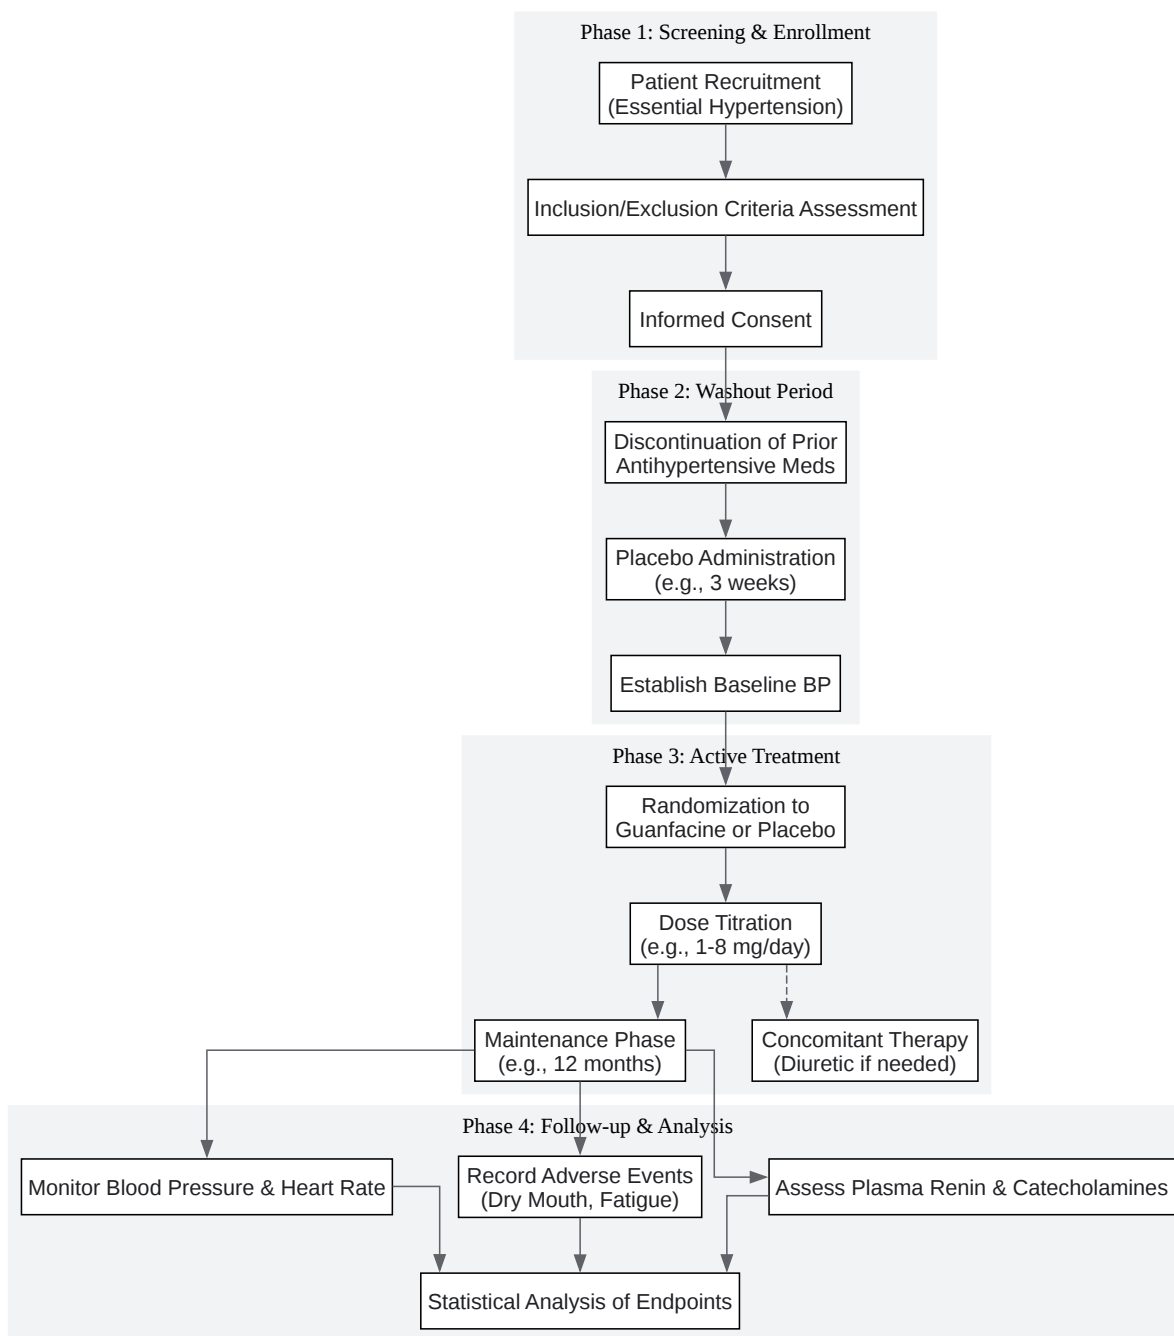 Phase 1: Screening & Enrollment
Patient Recruitment
(Essential Hypertension)
Inclusion/Exclusion Criteria Assessment
Informed Consent
Phase 2: Washout Period
Discontinuation of Prior
Antihypertensive Meds
Placebo Administration
(e.g., 3 weeks)
Establish Baseline BP
Phase 3: Active Treatment
Randomization to
Guanfacine or Placebo
Dose Titration
(e.g., 1-8 mg/day)
Maintenance Phase
(e.g., 12 months)
Concomitant Therapy
(Diuretic if needed)
Phase 4: Follow-up & Analysis
Monitor Blood Pressure & Heart Rate
Record Adverse Events
(Dry Mouth, Fatigue)
Assess Plasma Renin & Catecholamines
Statistical Analysis of Endpoints